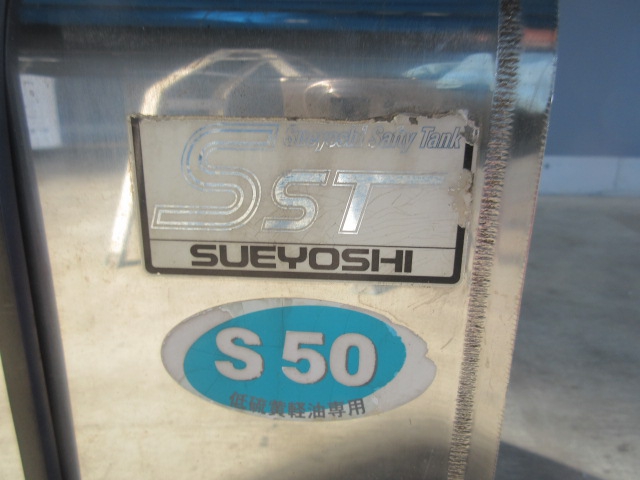 Sueyoshi Safty Tank
SST
SUEYOSHI
S 50
低硫黄軽油専用